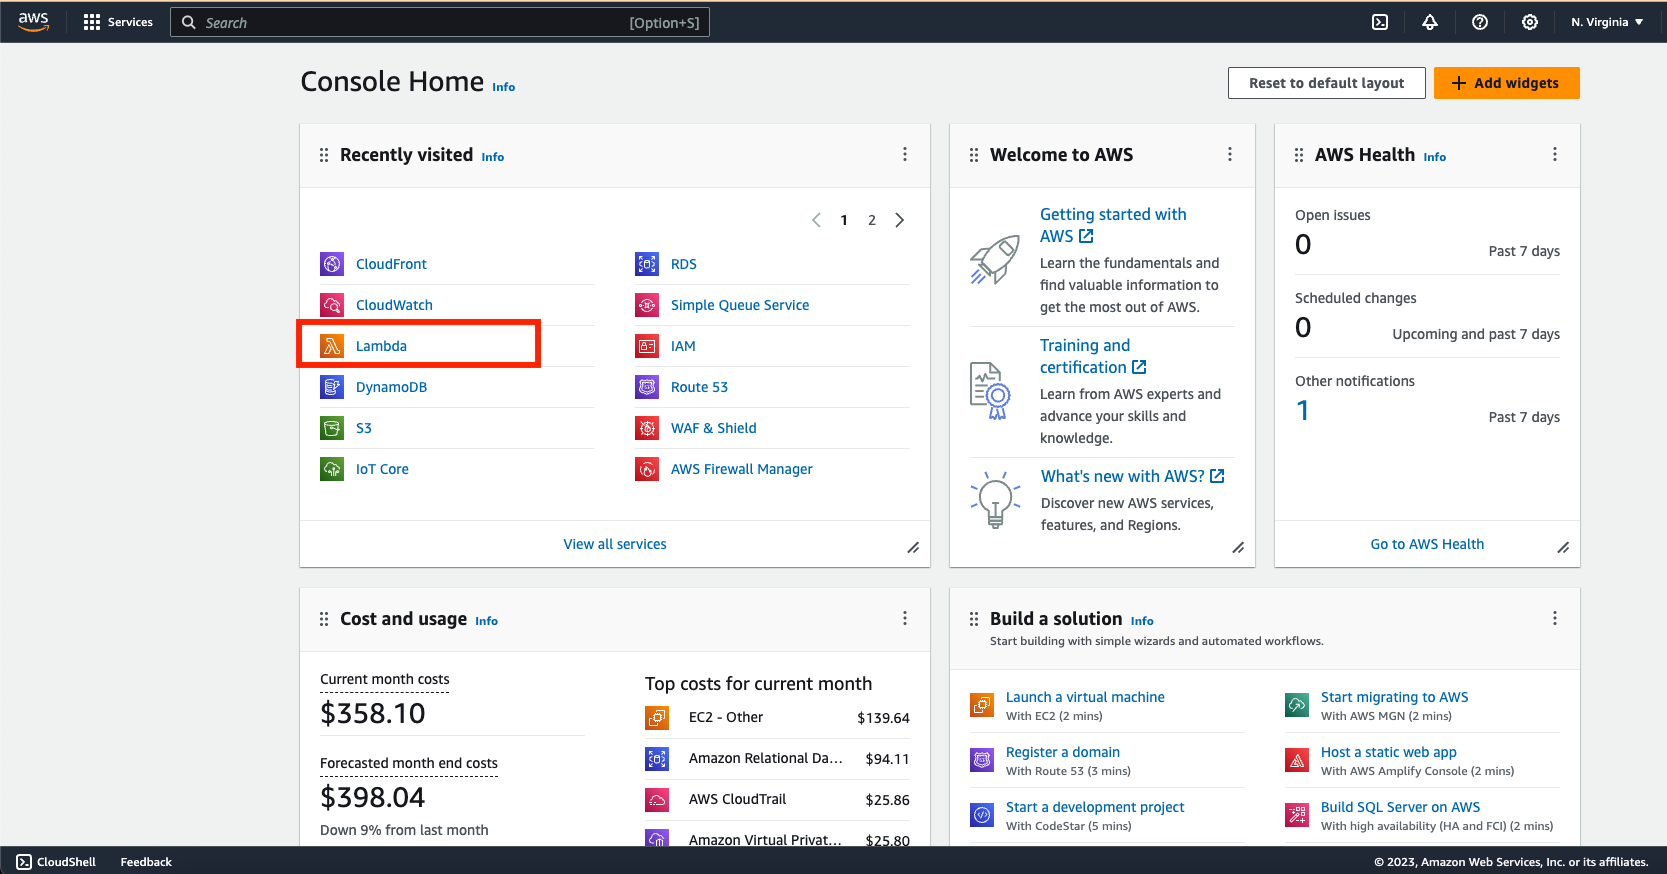 aws
Services
Search
[Option+S]
N. Virginia
Console Home Info
Reset to default layout
Add widgets
Recently visited Info
1 2
CloudFront
CloudWatch
Lambda
DynamoDB
S3
IoT Core
RDS
Simple Queue Service
IAM
Route 53
WAF & Shield
AWS Firewall Manager
View all services
Welcome to AWS
Getting started with
AWS
Learn the fundamentals and
find valuable information to
get the most out of AWS.
Training and
certification
Learn from AWS experts and
advance your skills and
knowledge.
What's new with AWS?
Discover new AWS services,
features, and Regions.
AWS Health Info
Open issues
0
Past 7 days
Scheduled changes
0
Upcoming and past 7 days
Other notifications
1
Past 7 days
Go to AWS Health
Cost and usage Info
Current month costs
$358.10
Forecasted month end costs
$398.04
Down 9% from last month
Top costs for current month
EC2 - Other $139.64
Amazon Relational Da... $94.11
AWS CloudTrail $25.86
Amazon Virtual Privat... $25.80
Build a solution Info
Start building with simple wizards and automated workflows.
Launch a virtual machine
With EC2 (2 mins)
Register a domain
With Route 53 (3 mins)
Start a development project
With CodeStar (5 mins)
Start migrating to AWS
With AWS MGN (2 mins)
Host a static web app
With AWS Amplify Console (2 mins)
Build SQL Server on AWS
With high availability (HA and FCI) (2 mins)
CloudShell
Feedback
© 2023, Amazon Web Services, Inc. or its affiliates.